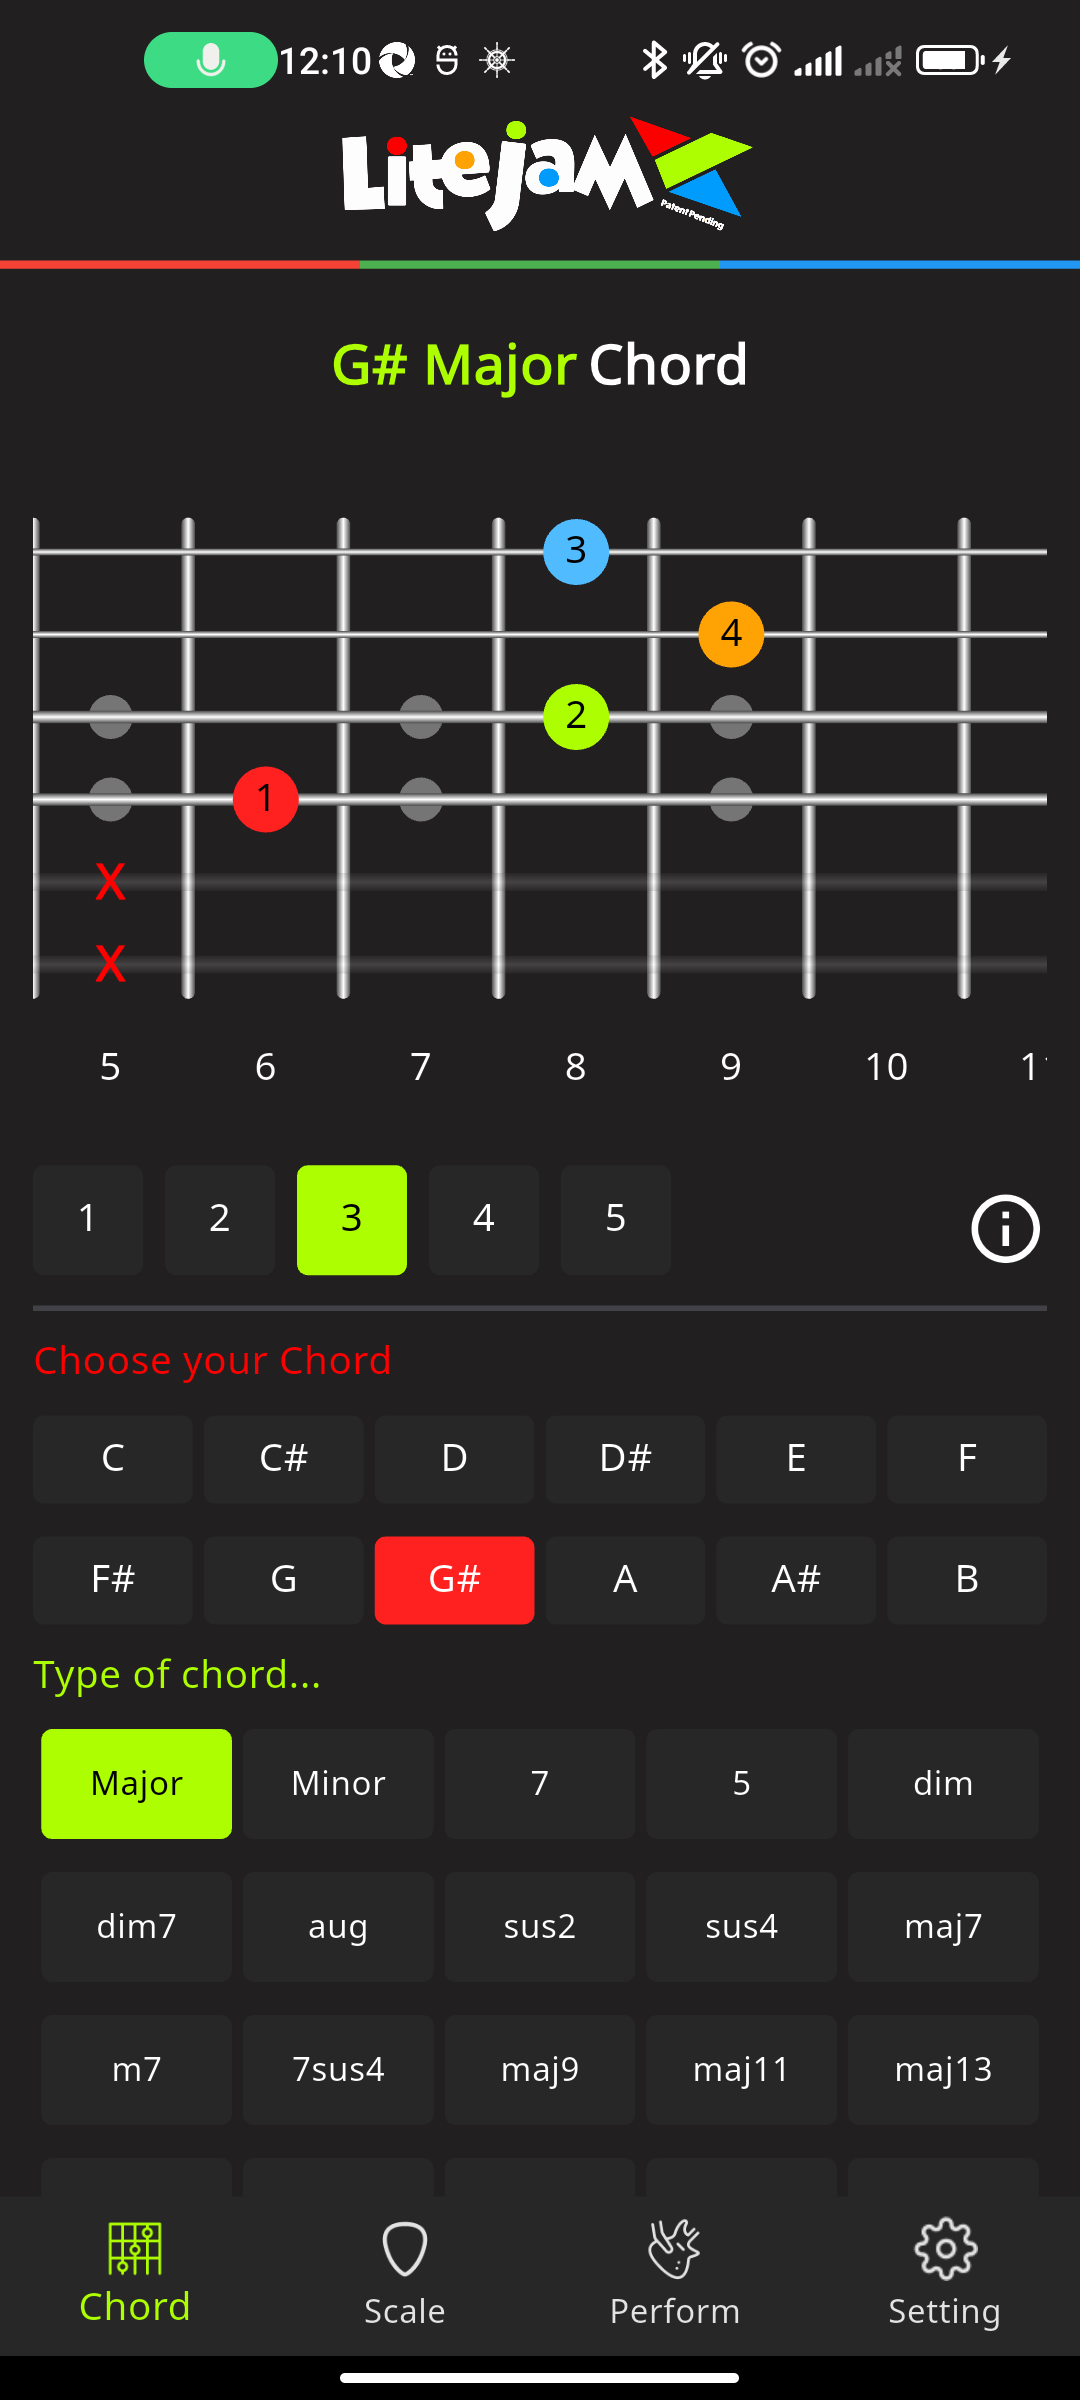 12:10
Litejam
Patent Pending
G# Major Chord
3
4
2
1
X
X
5 6 7 8 9 10
1 2 3 4 5
Choose your Chord
C C# D D# E F
F# G G# A A# B
Type of chord...
Major Minor 7 5 dim
dim7 aug sus2 sus4 maj7
m7 7sus4 maj9 maj11 maj13
Chord Scale Perform Setting